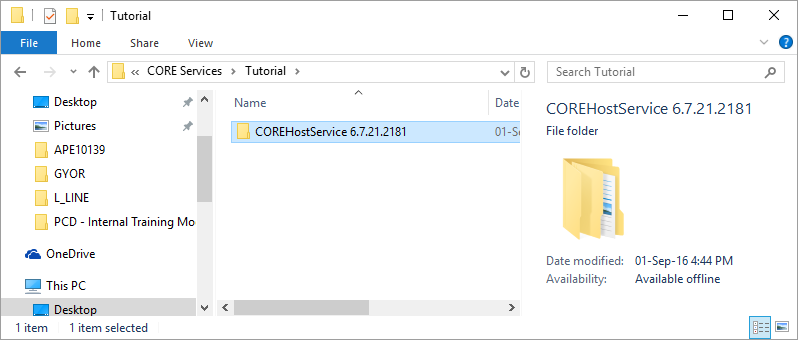 Tutorial
File Home Share View
CORE Services Tutorial
Search Tutorial
Desktop
Pictures
APE10139
GYOR
L_LINE
PCD - Internal Training Mo
OneDrive
This PC
Desktop
Name Date
COREHostService 6.7.21.2181 01-Se
COREHostService 6.7.21.2181
File folder
Date modified: 01-Sep-16 4:44 PM
Availability: Available offline
1 item 1 item selected